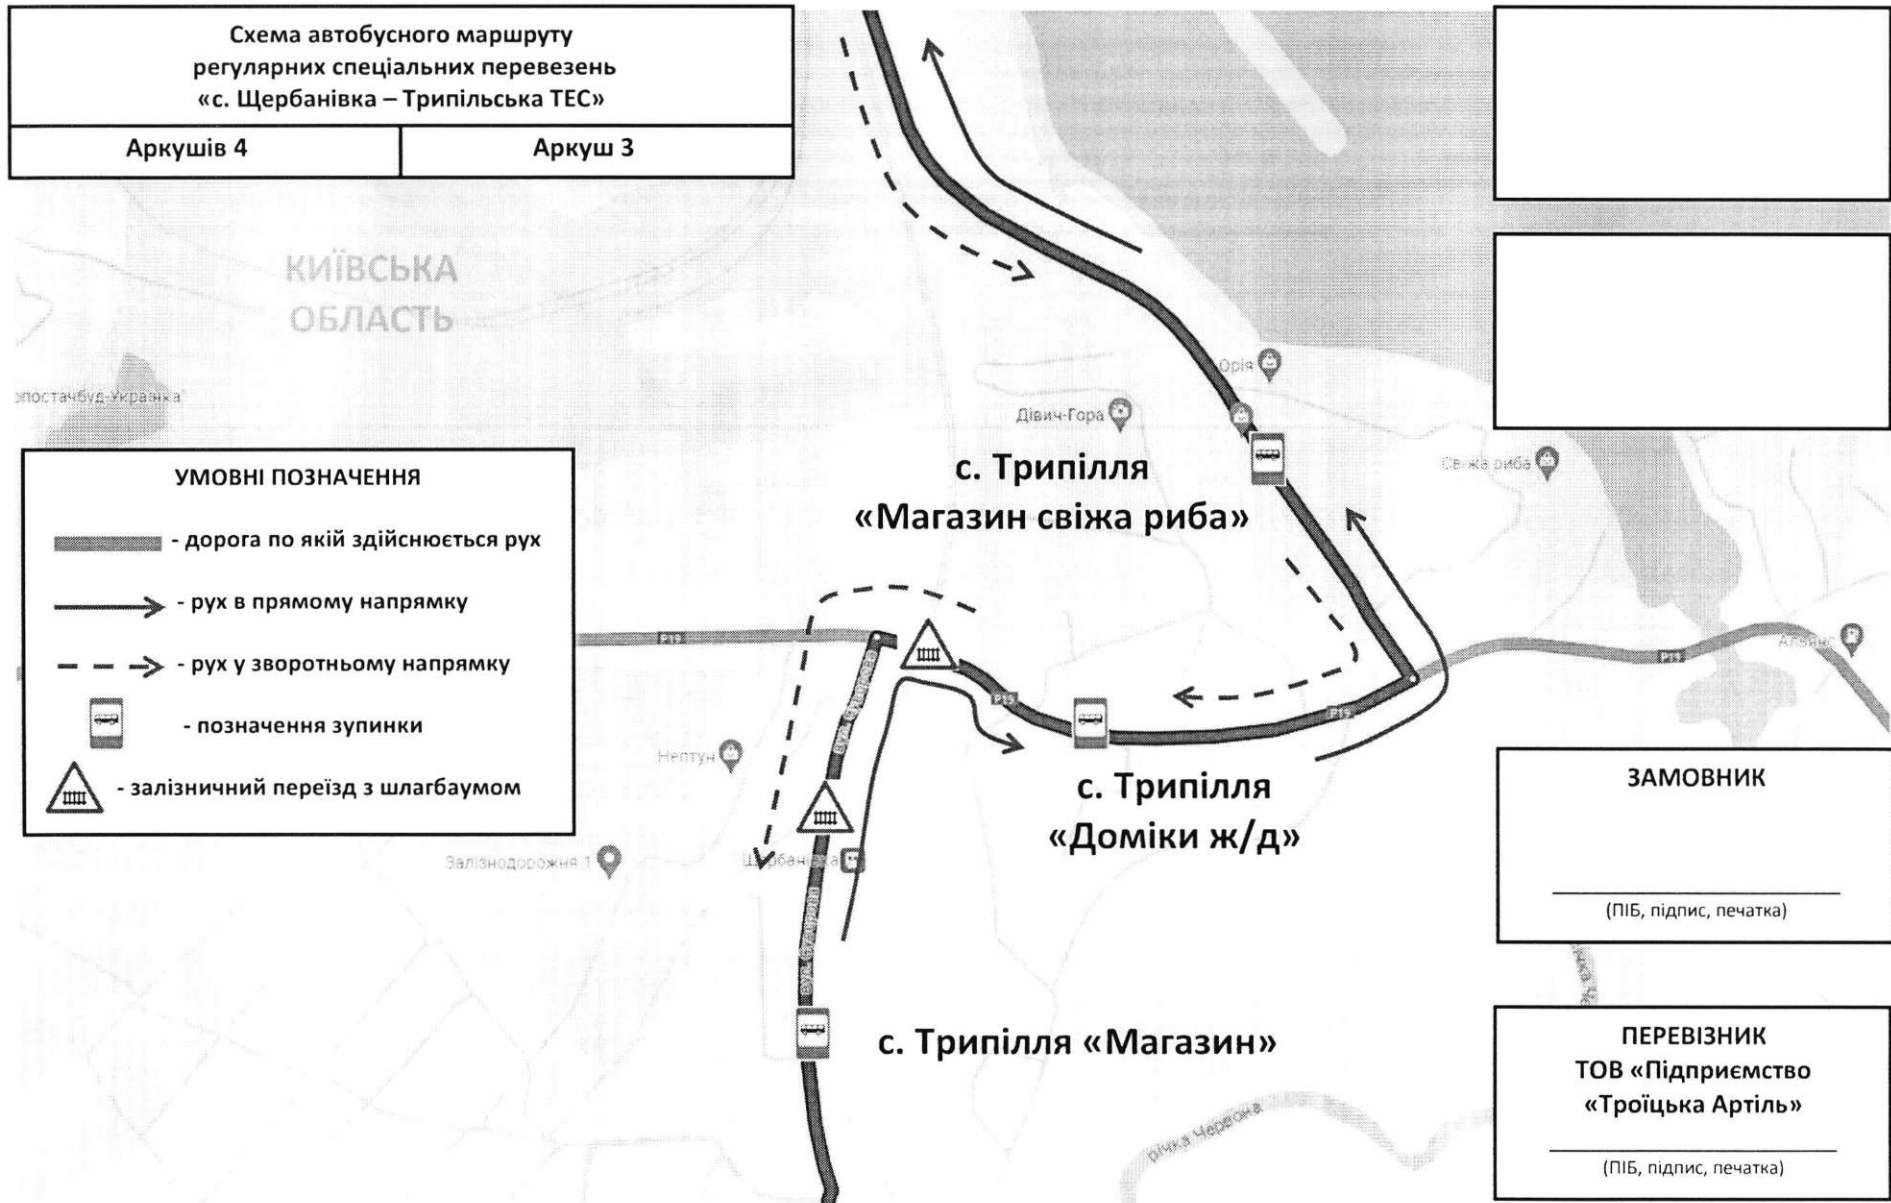 Схема автобусного маршруту
регулярних спеціальних перевезень
«с. Щербанівка – Трипільська ТЕС»
Аркушів 4
Аркуш 3
КИЇВСЬКА
ОБЛАСТЬ
Орія
Дівич-Гора
Свіжа риба
с. Трипілля
«Магазин свіжа риба»
УМОВНІ ПОЗНАЧЕННЯ
- дорога по якій здійснюється рух
- рух в прямому напрямку
- рух у зворотньому напрямку
- позначення зупинки
- залізничний переїзд з шлагбаумом
Р19
Р19
Р19
Р19
Альянс
Нептун
Залізнодорожня 1
Щербанівка
с. Трипілля
«Доміки ж/д»
с. Трипілля «Магазин»
річка Червона
ЗАМОВНИК
(ПІБ, підпис, печатка)
ПЕРЕВІЗНИК
ТОВ «Підприємство
«Троїцька Артіль»
(ПІБ, підпис, печатка)